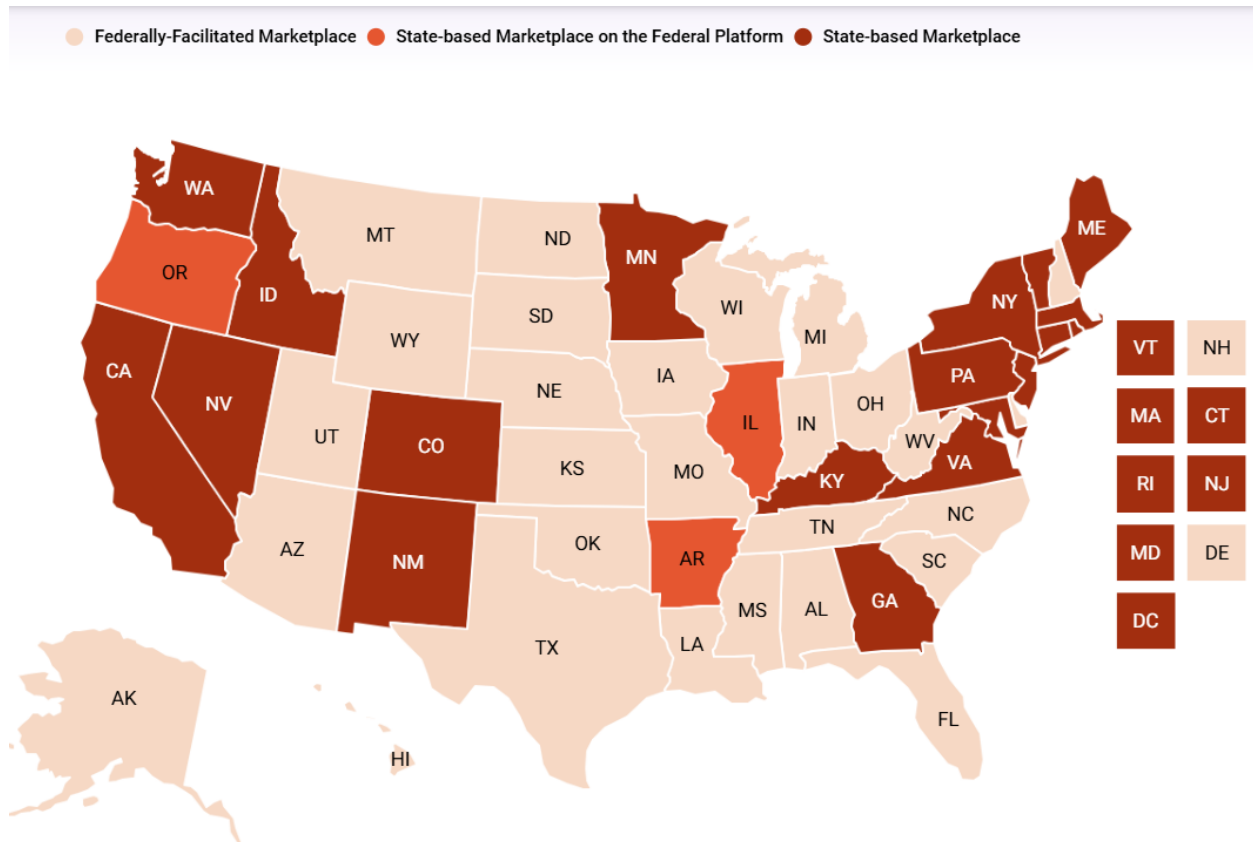 Federally-Facilitated Marketplace State-based Marketplace on the Federal Platform State-based Marketplace
WA
MT
ND
MN
ME
OR
ID
SD
WI
NY
WY
MI
VT
NH
CA
NV
NE
IA
PA
UT
CO
IL
IN
OH
WV
MA
CT
KS
MO
KY
VA
RI
NJ
AZ
NM
OK
AR
TN
NC
MD
DE
SC
MS
AL
GA
DC
TX
LA
AK
FL
HI